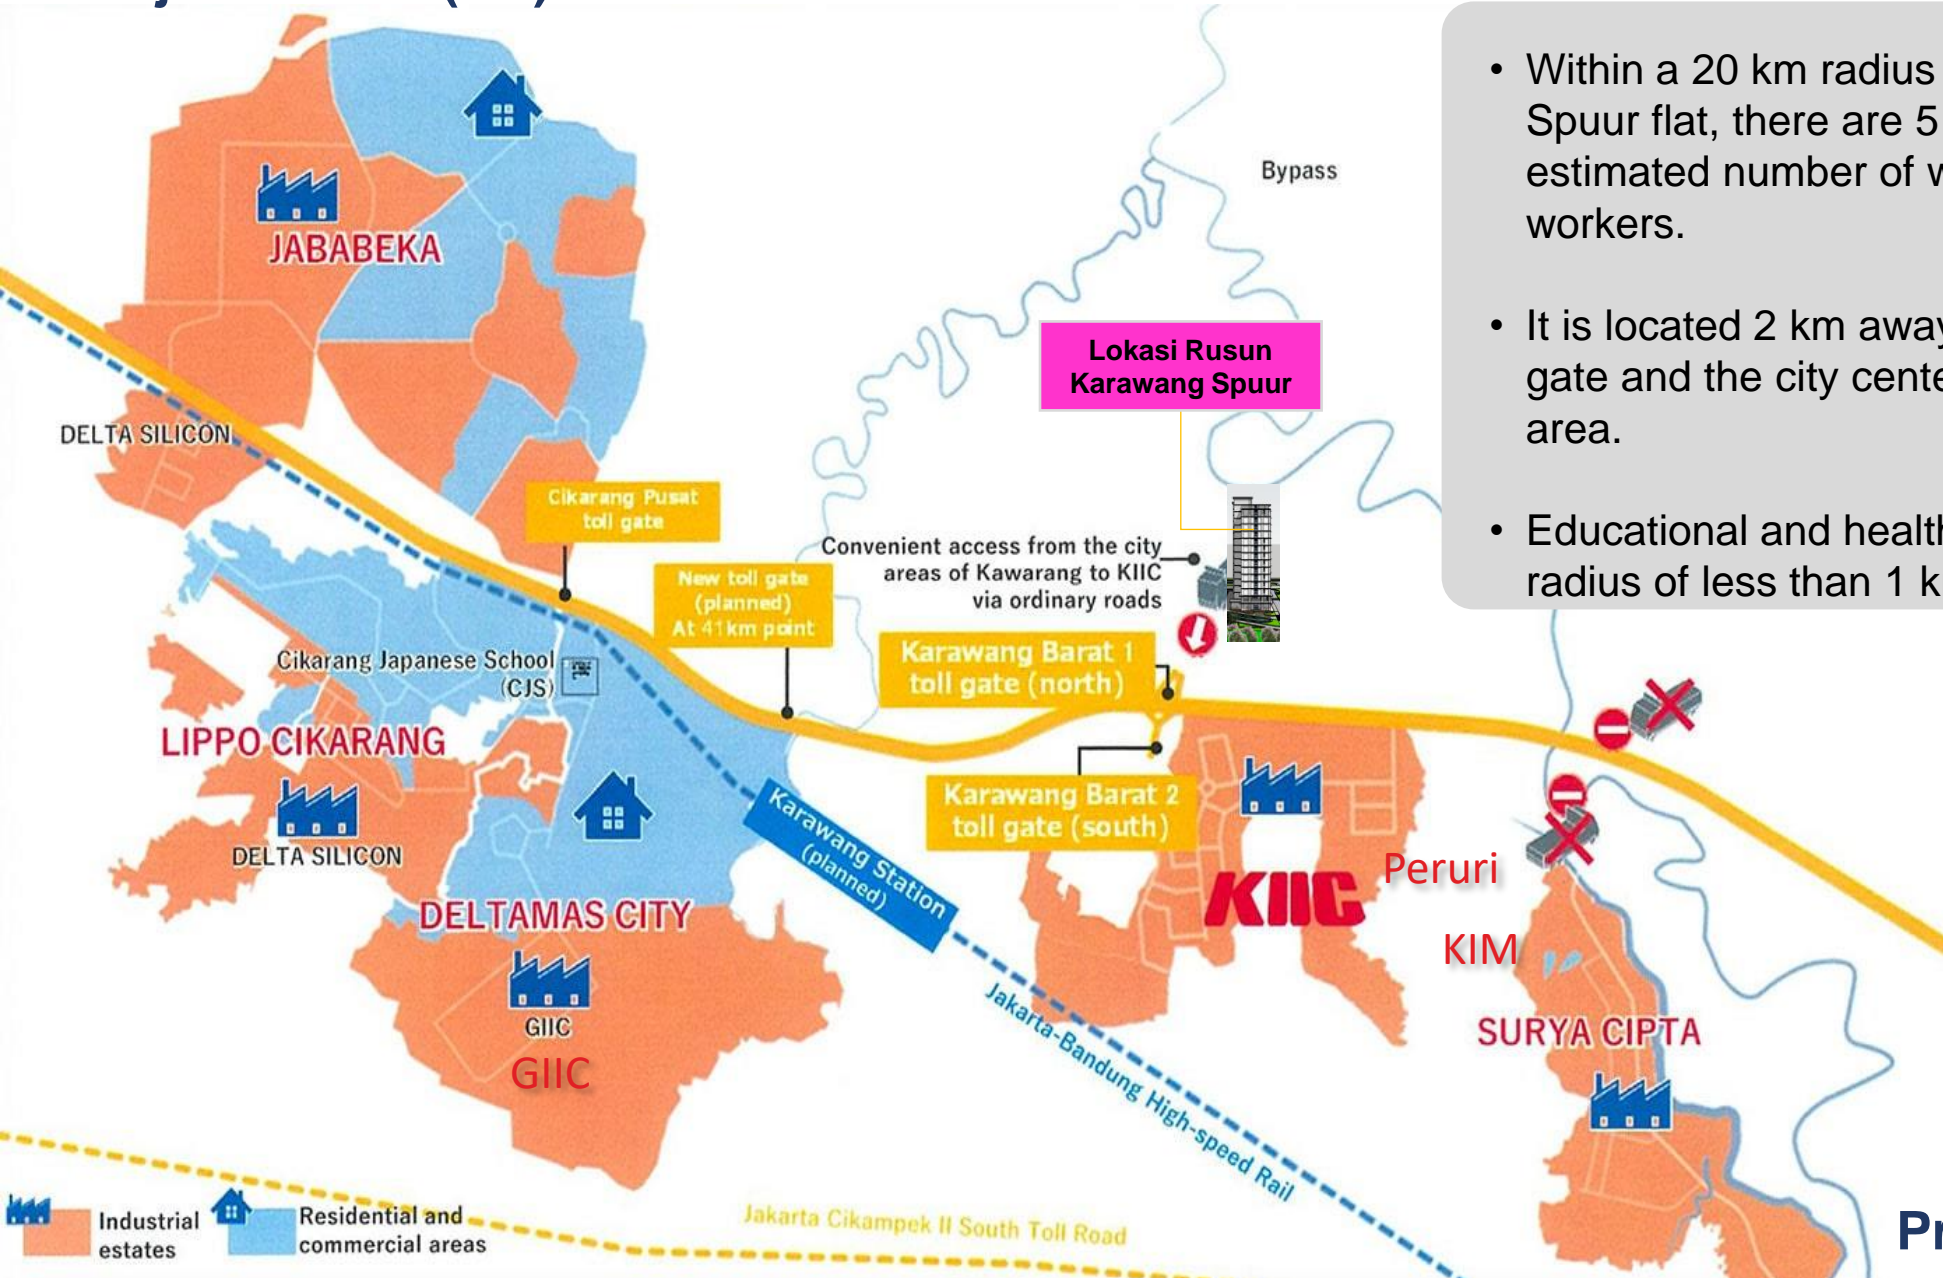 • Within a 20 km radius
Spuur flat, there are 5
estimated number of
workers.
• It is located 2 km away
gate and the city
area.
• Educational and
radius of less than 1
Bypass
JABABEKA
Lokasi Rusun
Karawang Spuur
DELTA SILICON
Cikarang Pusat
toll gate
New toll gate
(planned)
At 41km point
Convenient access from the city
areas of Kawarang to KIIC
via ordinary roads
Karawang Barat 1
toll gate (north)
Cikarang Japanese School
(CJS)
LIPPO CIKARANG
DELTA SILICON
Karawang Station
(planned)
Karawang Barat 2
toll gate (south)
KIIC
Peruri
KIM
DELTAMAS CITY
GIIC
GIIC
SURYA CIPTA
Jakarta-Bandung High-speed Rail
Jakarta Cikampek II South Toll Road
Industrial
estates
Residential and
commercial areas